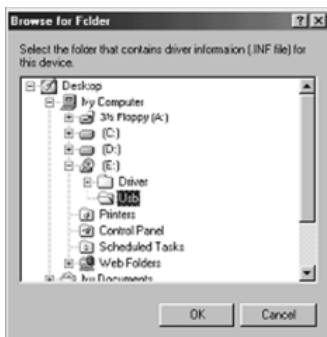 Browse for Folder
Select the folder that contains driver information (.INF file) for
this device.
Desktop
My Computer
3½ Floppy (A:)
(C:)
(D:)
(E:)
Driver
Usb
Printers
Control Panel
Scheduled Tasks
Web Folders
My Documents
OK
Cancel